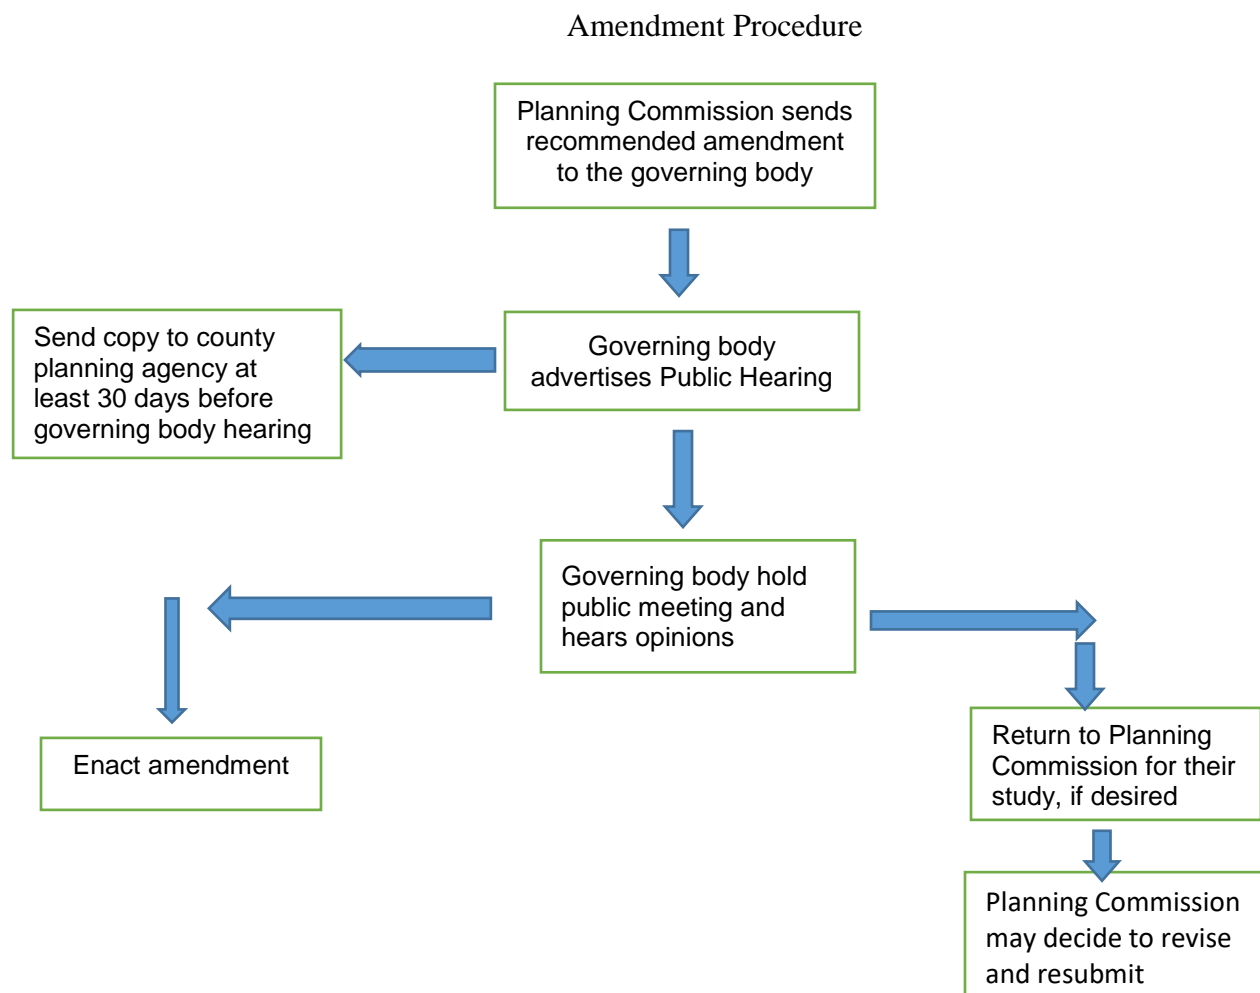 Amendment Procedure
Planning Commission sends
recommended amendment
to the governing body
Send copy to county
planning agency at
least 30 days before
governing body hearing
Governing body
advertises Public Hearing
Governing body hold
public meeting and
hears opinions
Enact amendment
Return to Planning
Commission for their
study, if desired
Planning Commission
may decide to revise
and resubmit